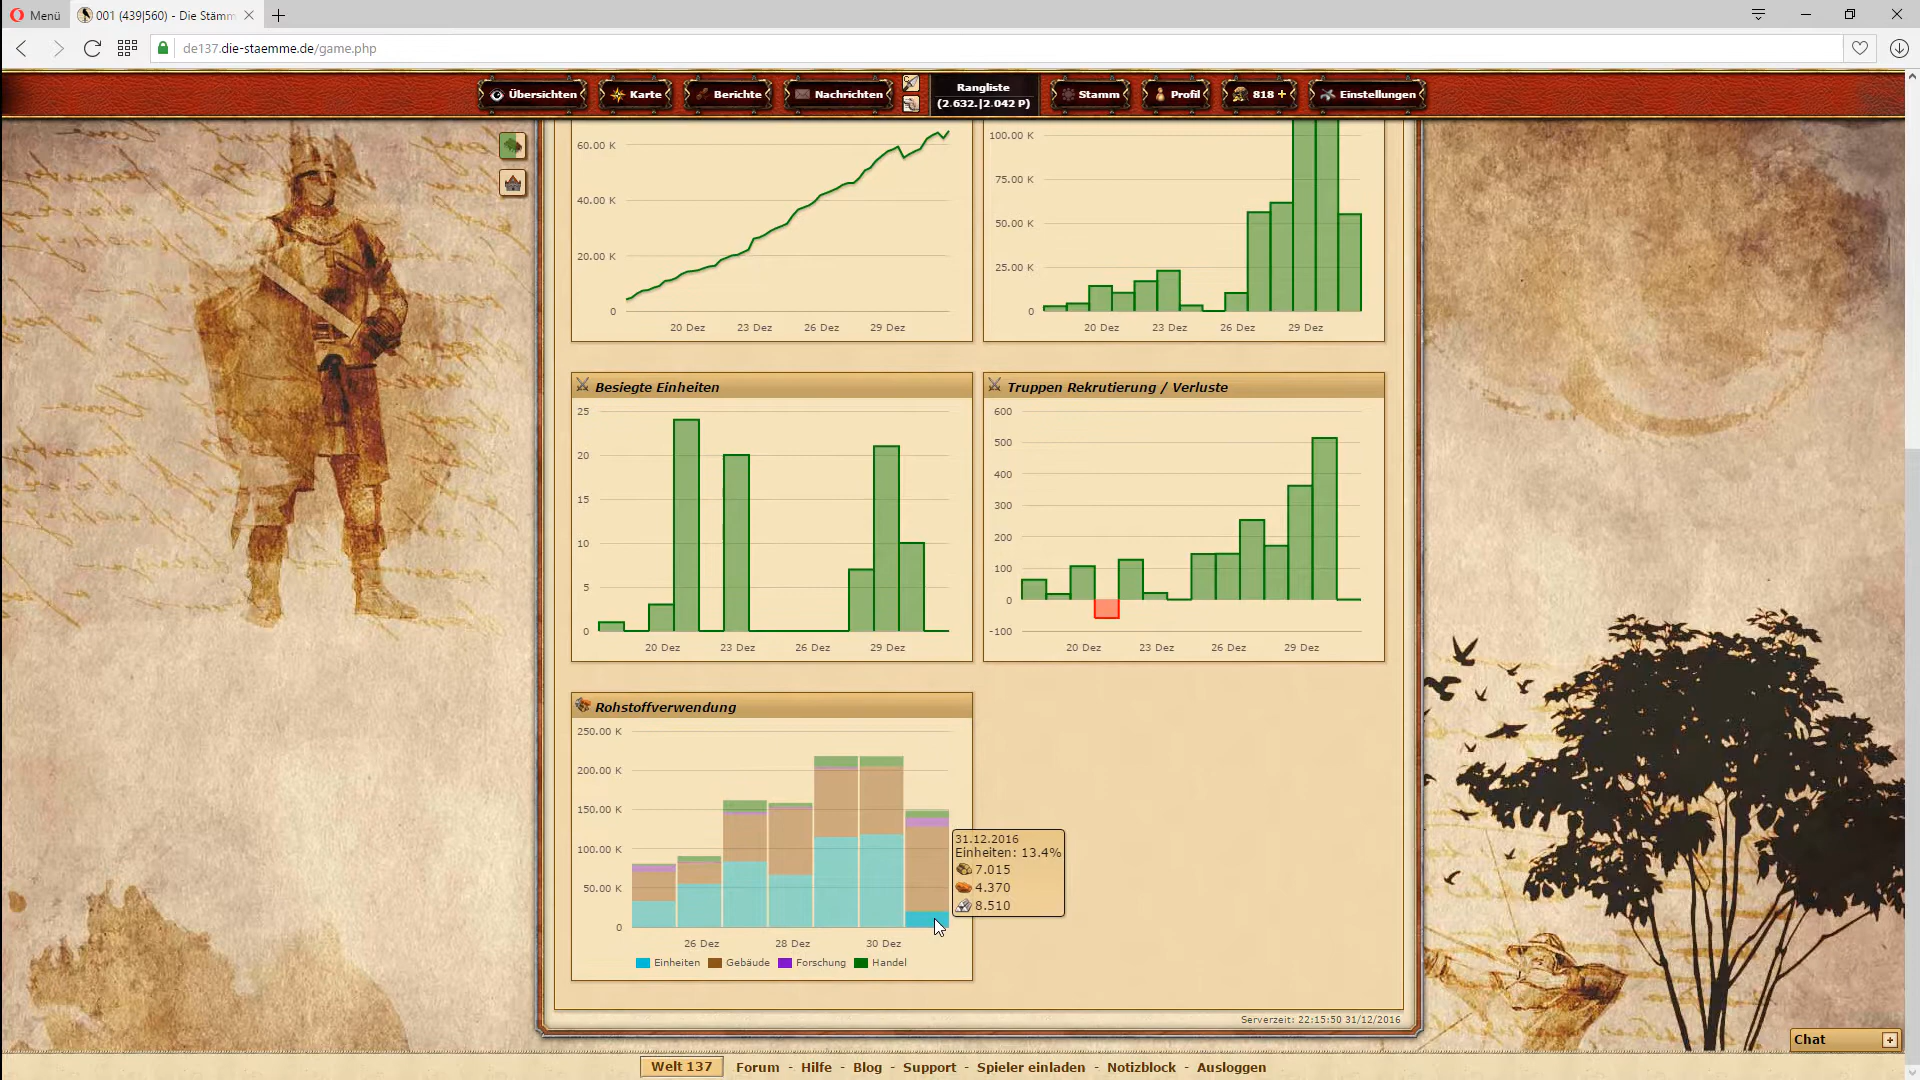 Menü
001 (439|560) - Die Stämm
de137.die-staemme.de/game.php
Übersichten
Karte
Berichte
Nachrichten
Rangliste
(2.632.|2.042 P)
Stamm
Profil
818
Einstellungen
60.00 K
40.00 K
20.00 K
0
20 Dez 23 Dez 26 Dez 29 Dez
100.00 K
75.00 K
50.00 K
25.00 K
0
20 Dez 23 Dez 26 Dez 29 Dez
Besiegte Einheiten
25
20
15
10
5
0
20 Dez 23 Dez 26 Dez 29 Dez
Truppen Rekrutierung / Verluste
600
500
400
300
200
100
0
-100
20 Dez 23 Dez 26 Dez 29 Dez
Rohstoffverwendung
250.00 K
200.00 K
150.00 K
100.00 K
50.00 K
0
26 Dez 28 Dez 30 Dez
Einheiten Gebäude Forschung Handel
31.12.2016
Einheiten: 13.4%
7.015
4.370
8.510
Serverzeit: 22:15:50 31/12/2016
Chat
Welt 137 Forum - Hilfe - Blog - Support - Spieler einladen - Notizblock - Ausloggen